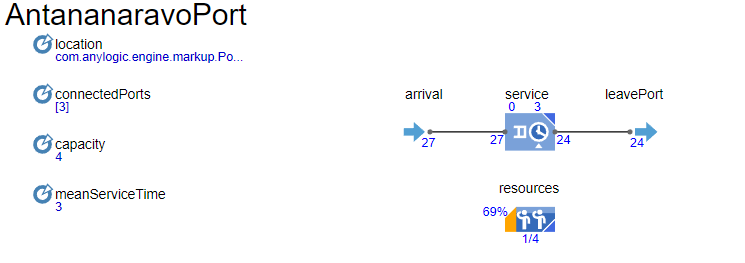 AntananaravoPort
location
com.anylogic.engine.markup.Po...
connectedPorts
[3]
capacity
4
meanServiceTime
3
arrival
service
leavePort
0 3
27
27
24
24
resources
69%
1/4